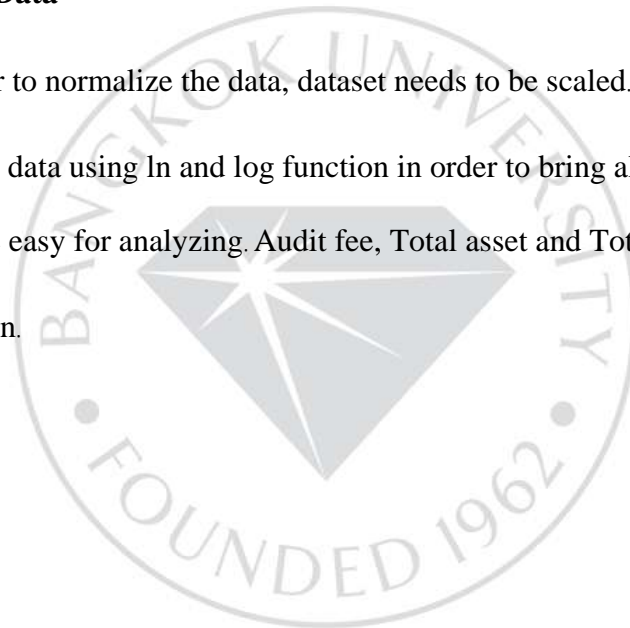 Data
r to normalize the data, dataset needs to be scaled.
data using ln and log function in order to bring al
easy for analyzing. Audit fee, Total asset and Tot
n.
BANGKOK UNIVERSITY
FOUNDED 1962